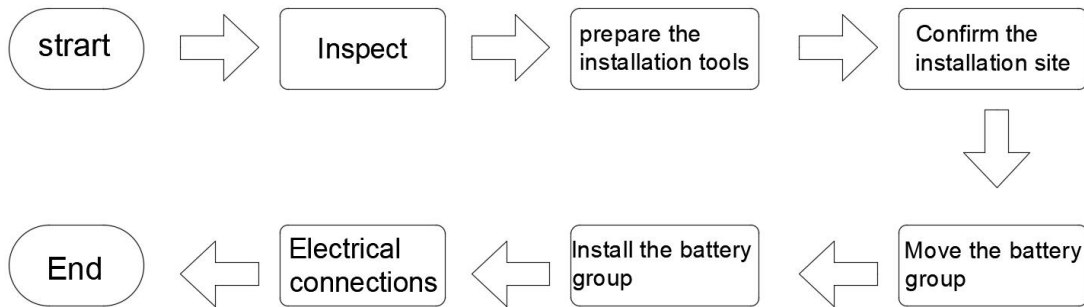 strart
Inspect
prepare the
installation tools
Confirm the
installation site
Move the battery
group
Install the battery
group
Electrical
connections
End